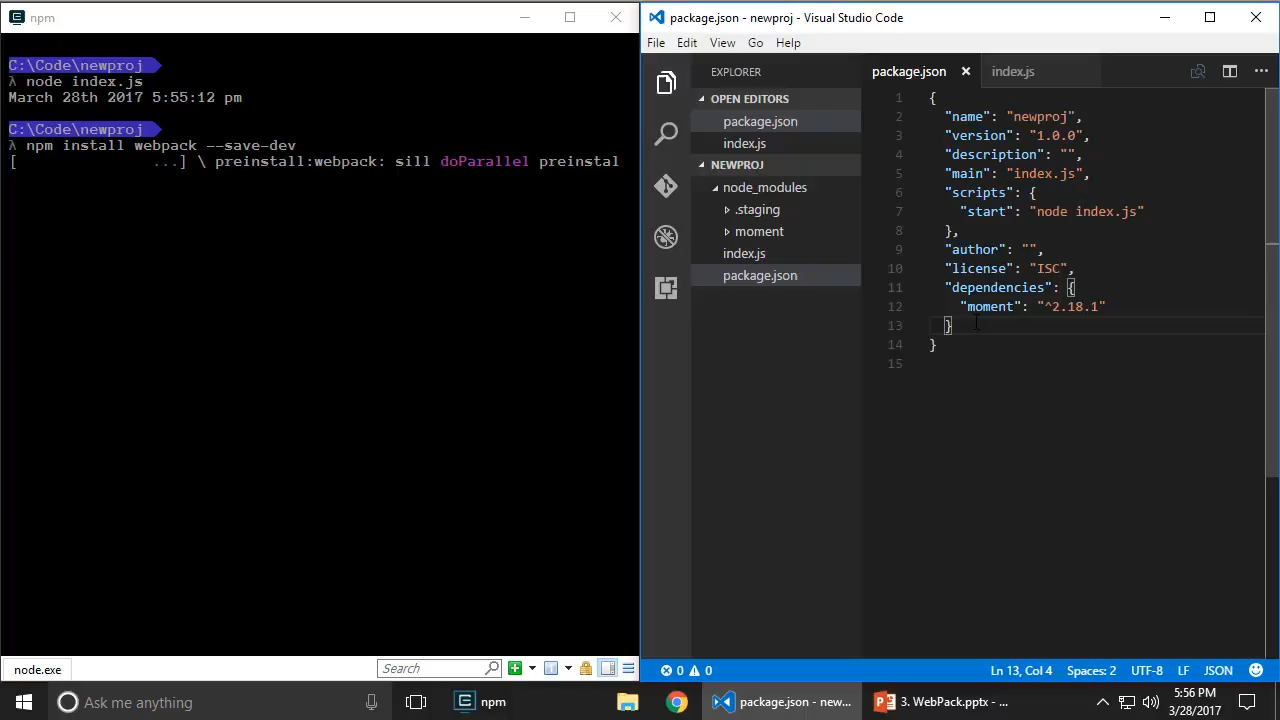 npm
C:\Code\newproj
λ node index.js
March 28th 2017 5:55:12 pm
C:\Code\newproj
λ npm install webpack --save-dev
[ ...] \ preinstall:webpack: sill doParallel preinstal
node.exe
Search
package.json - newproj - Visual Studio Code
File Edit View Go Help
EXPLORER
OPEN EDITORS
package.json
index.js
NEWPROJ
node_modules
.staging
moment
index.js
package.json
package.json index.js
1 {
2 "name": "newproj",
3 "version": "1.0.0",
4 "description": "",
5 "main": "index.js",
6 "scripts": {
7 "start": "node index.js"
8 },
9 "author": "",
10 "license": "ISC",
11 "dependencies": {
12 "moment": "^2.18.1"
13 }
14 }
15
0 0 Ln 13, Col 4 Spaces: 2 UTF-8 LF JSON
Ask me anything
npm
package.json - new...
3. WebPack.pptx - ...
5:56 PM
3/28/2017